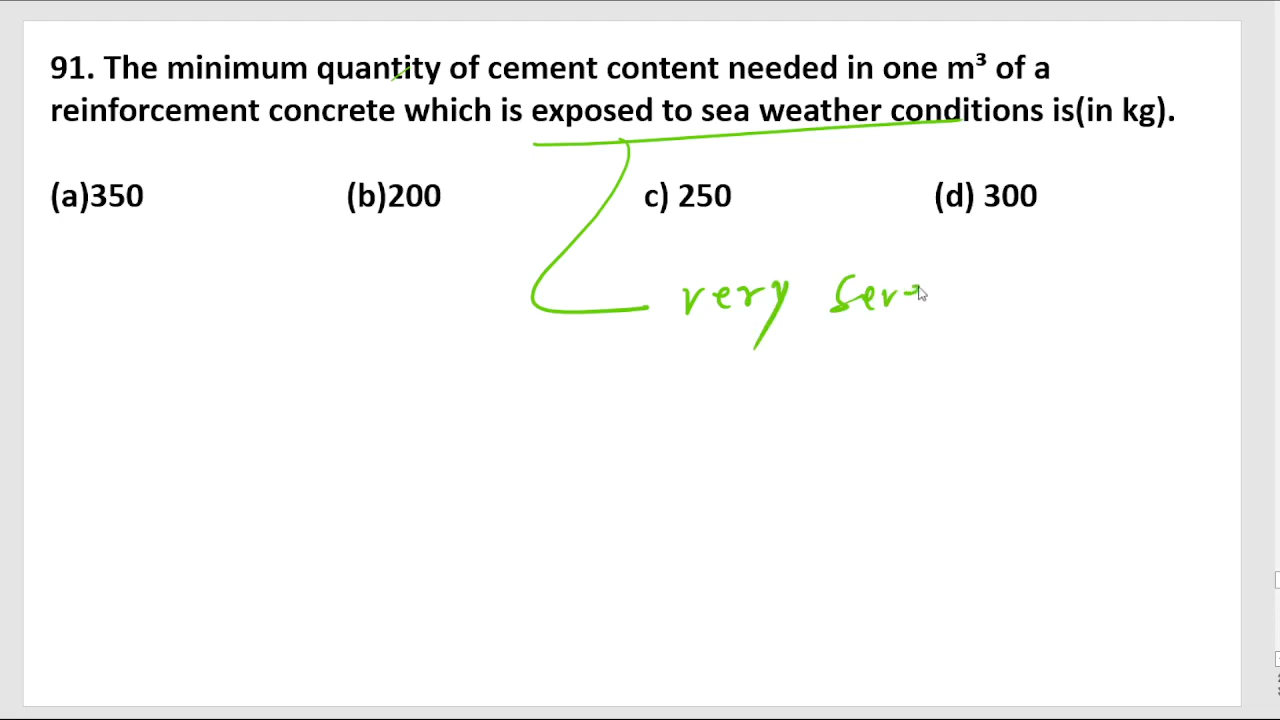 91. The minimum quantity of cement content needed in one m³ of a
reinforcement concrete which is exposed to sea weather conditions is(in kg).
(a)350 (b)200 c) 250 (d) 300
very